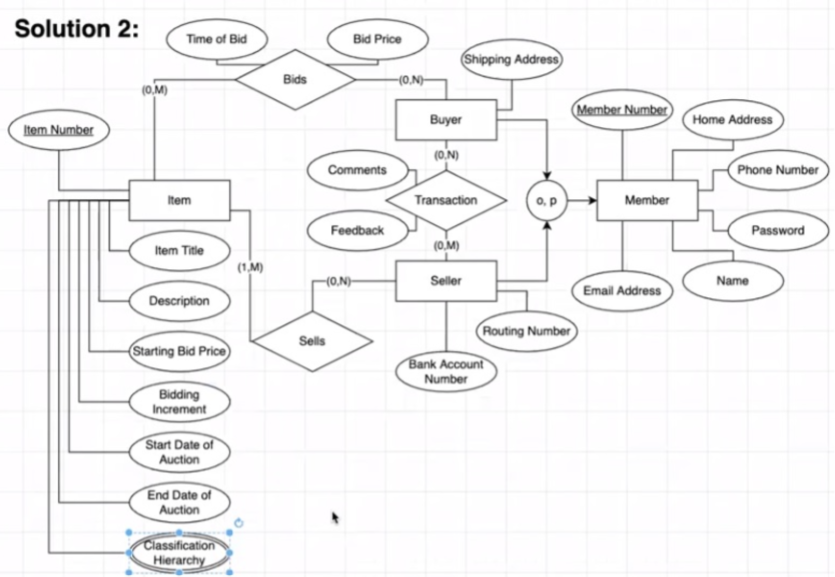 Solution 2:
Time of Bid
Bid Price
Bids
(0,M)
(0,N)
Shipping Address
Item Number
Buyer
Member Number
Home Address
(0,N)
Comments
Phone Number
Item
Transaction
o, p
Member
Feedback
Password
(0,M)
Item Title
(1,M)
(0,N)
Seller
Email Address
Name
Description
Routing Number
Sells
Starting Bid Price
Bank Account
Number
Bidding
Increment
Start Date of
Auction
End Date of
Auction
Classification
Hierarchy